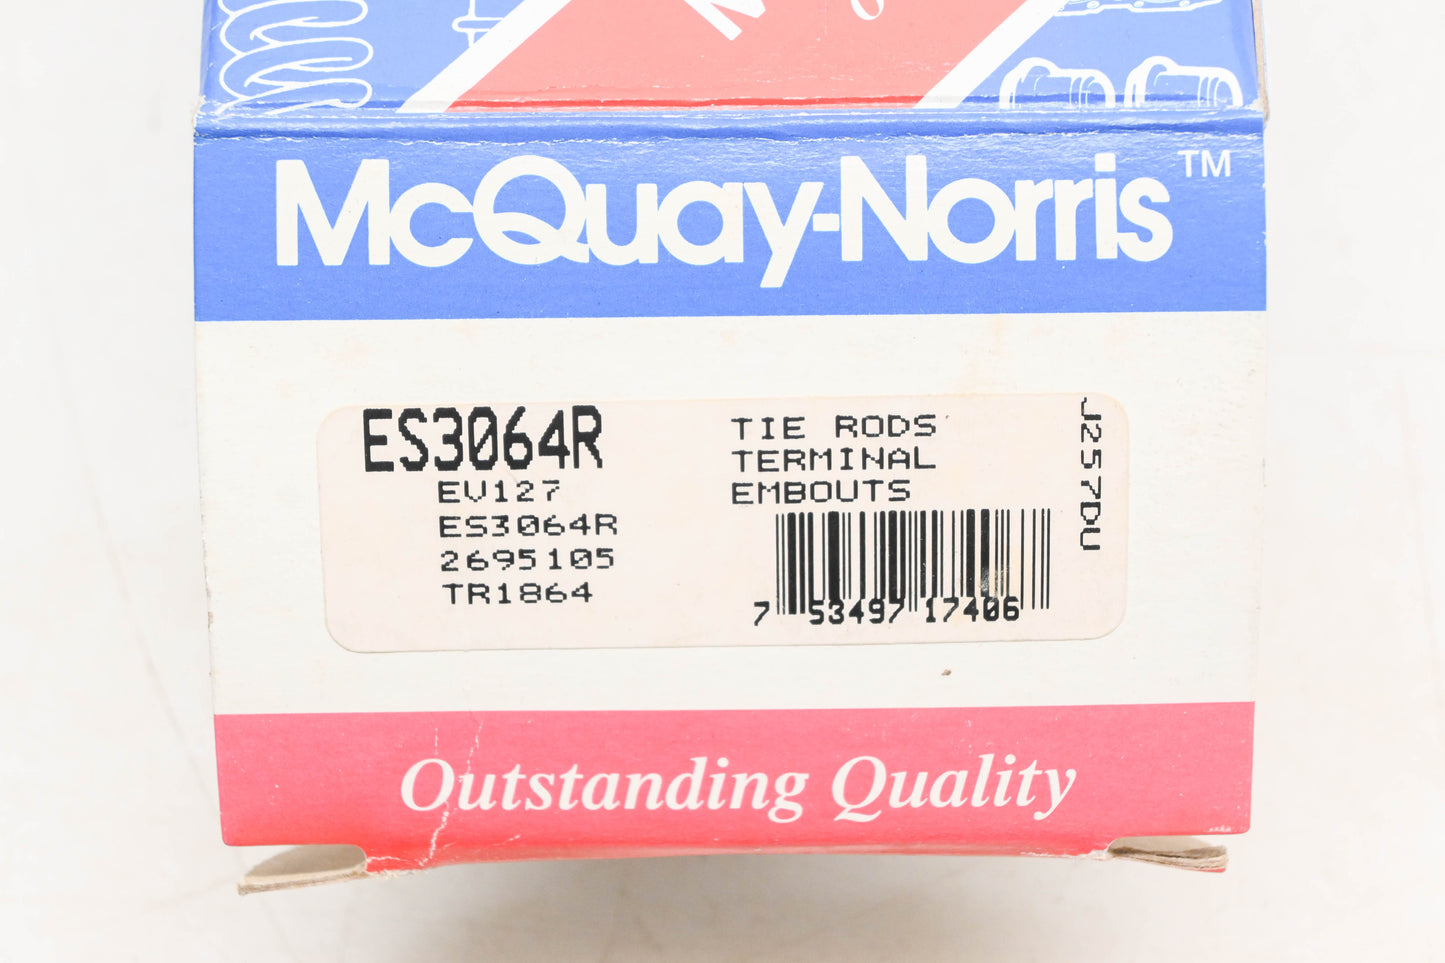 McQuay-Norris™
ES3064R
EV127
ES3064R
2695105
TR1864
TIE RODS
TERMINAL
EMBOUTS
7 53497 17406
J257DU
Outstanding Quality